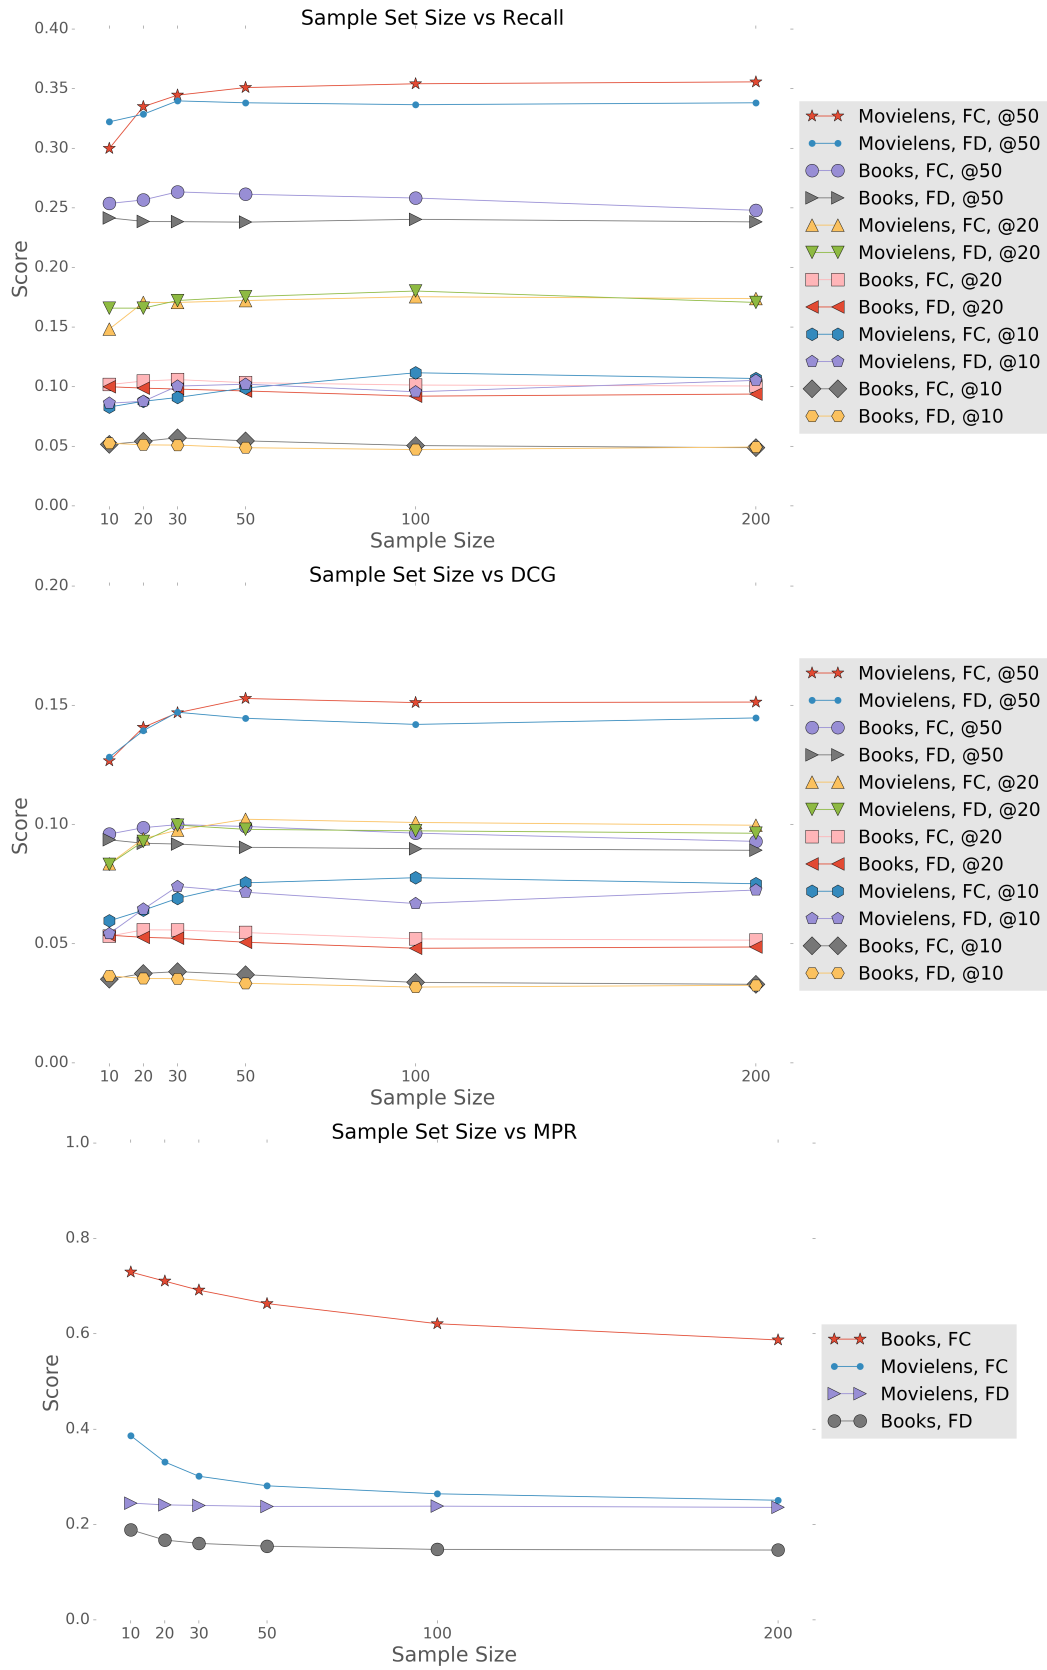 Sample Set Size vs Recall
0.40
0.35
0.30
0.25
0.20
0.15
0.10
0.05
0.00
Score
10 20 30 50 100 200
Sample Size
Movielens, FC, @50
Movielens, FD, @50
Books, FC, @50
Books, FD, @50
Movielens, FC, @20
Movielens, FD, @20
Books, FC, @20
Books, FD, @20
Movielens, FC, @10
Movielens, FD, @10
Books, FC, @10
Books, FD, @10
Sample Set Size vs DCG
0.20
0.15
0.10
0.05
0.00
Score
10 20 30 50 100 200
Sample Size
Movielens, FC, @50
Movielens, FD, @50
Books, FC, @50
Books, FD, @50
Movielens, FC, @20
Movielens, FD, @20
Books, FC, @20
Books, FD, @20
Movielens, FC, @10
Movielens, FD, @10
Books, FC, @10
Books, FD, @10
Sample Set Size vs MPR
1.0
0.8
0.6
0.4
0.2
0.0
Score
10 20 30 50 100 200
Sample Size
Books, FC
Movielens, FC
Movielens, FD
Books, FD